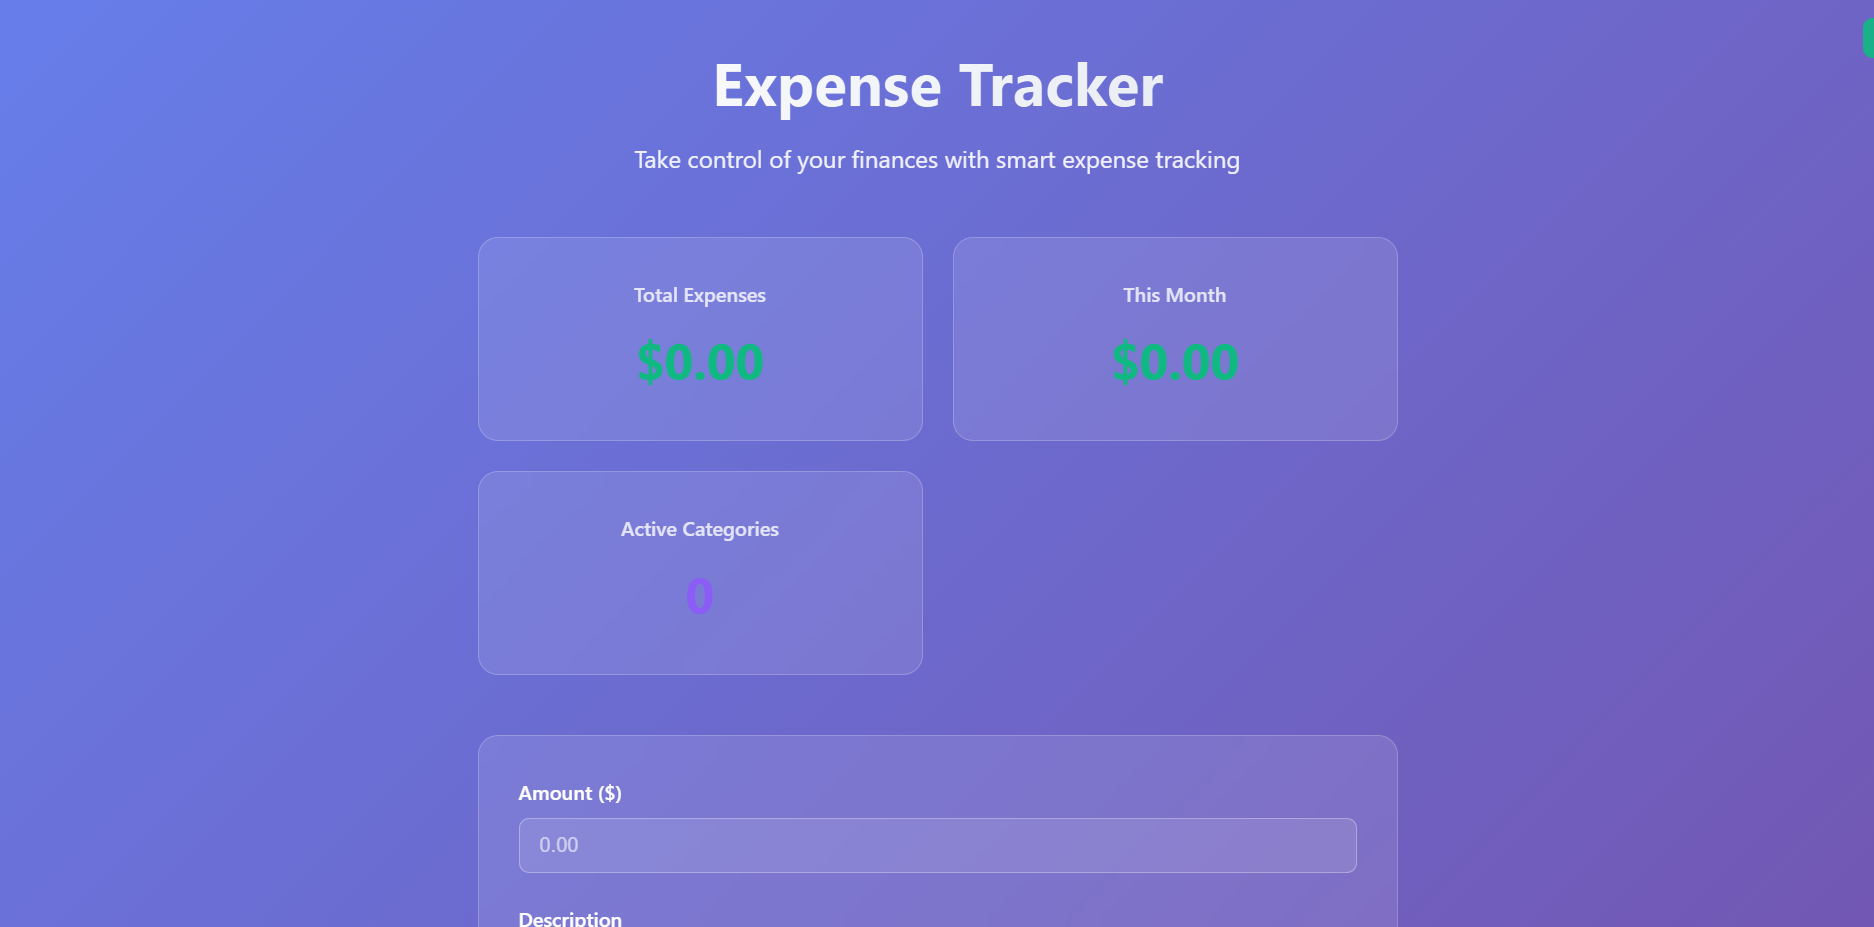 Expense Tracker
Take control of your finances with smart expense tracking
Total Expenses
$0.00
This Month
$0.00
Active Categories
0
Amount ($)
0.00
Description